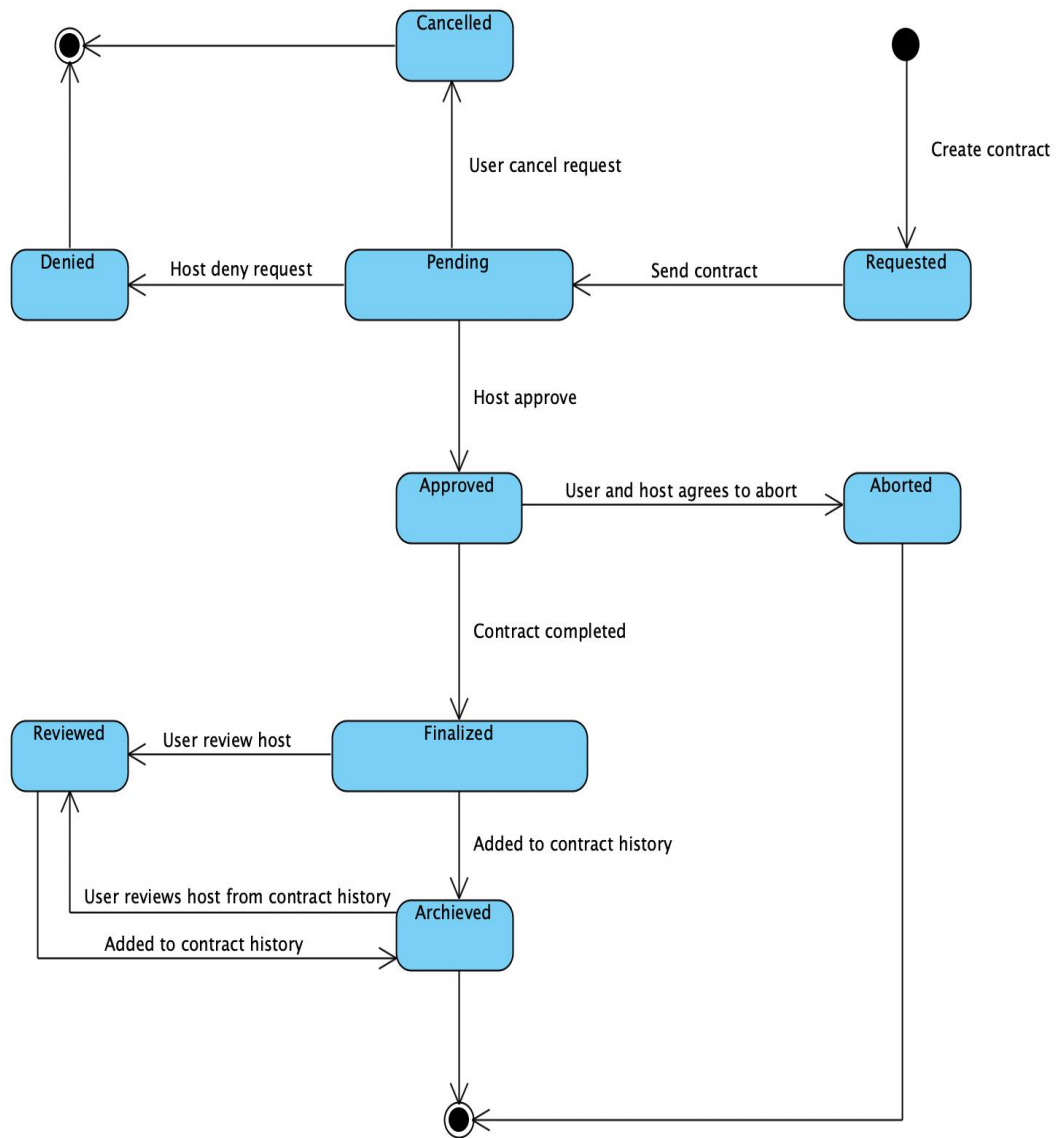 Cancelled
Create contract
User cancel request
Denied
Host deny request
Pending
Send contract
Requested
Host approve
Approved
User and host agrees to abort
Aborted
Contract completed
Reviewed
User review host
Finalized
Added to contract history
User reviews host from contract history
Archieved
Added to contract history